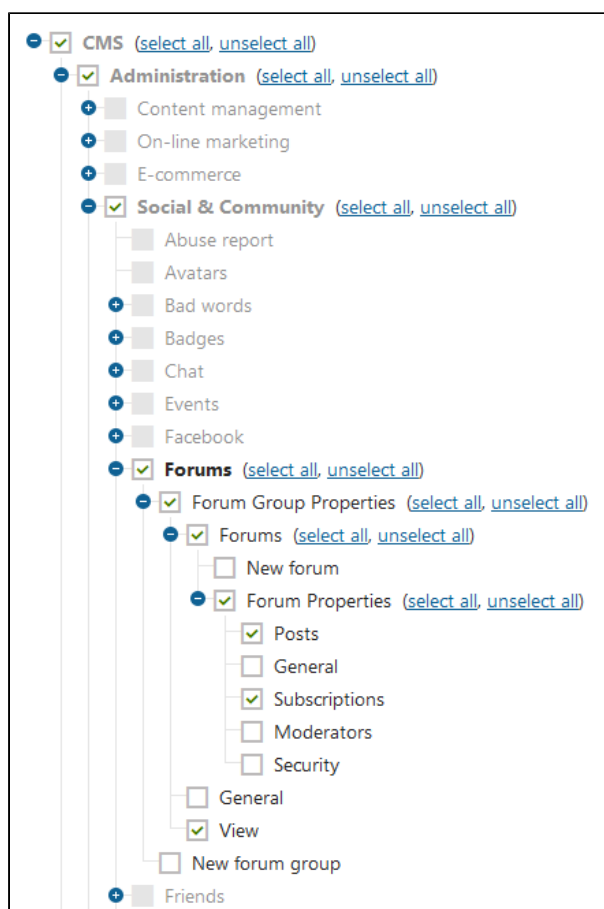 CMS (select all, unselect all)
Administration (select all, unselect all)
Content management
On-line marketing
E-commerce
Social & Community (select all, unselect all)
Abuse report
Avatars
Bad words
Badges
Chat
Events
Facebook
Forums (select all, unselect all)
Forum Group Properties (select all, unselect all)
Forums (select all, unselect all)
New forum
Forum Properties (select all, unselect all)
Posts
General
Subscriptions
Moderators
Security
General
View
New forum group
Friends